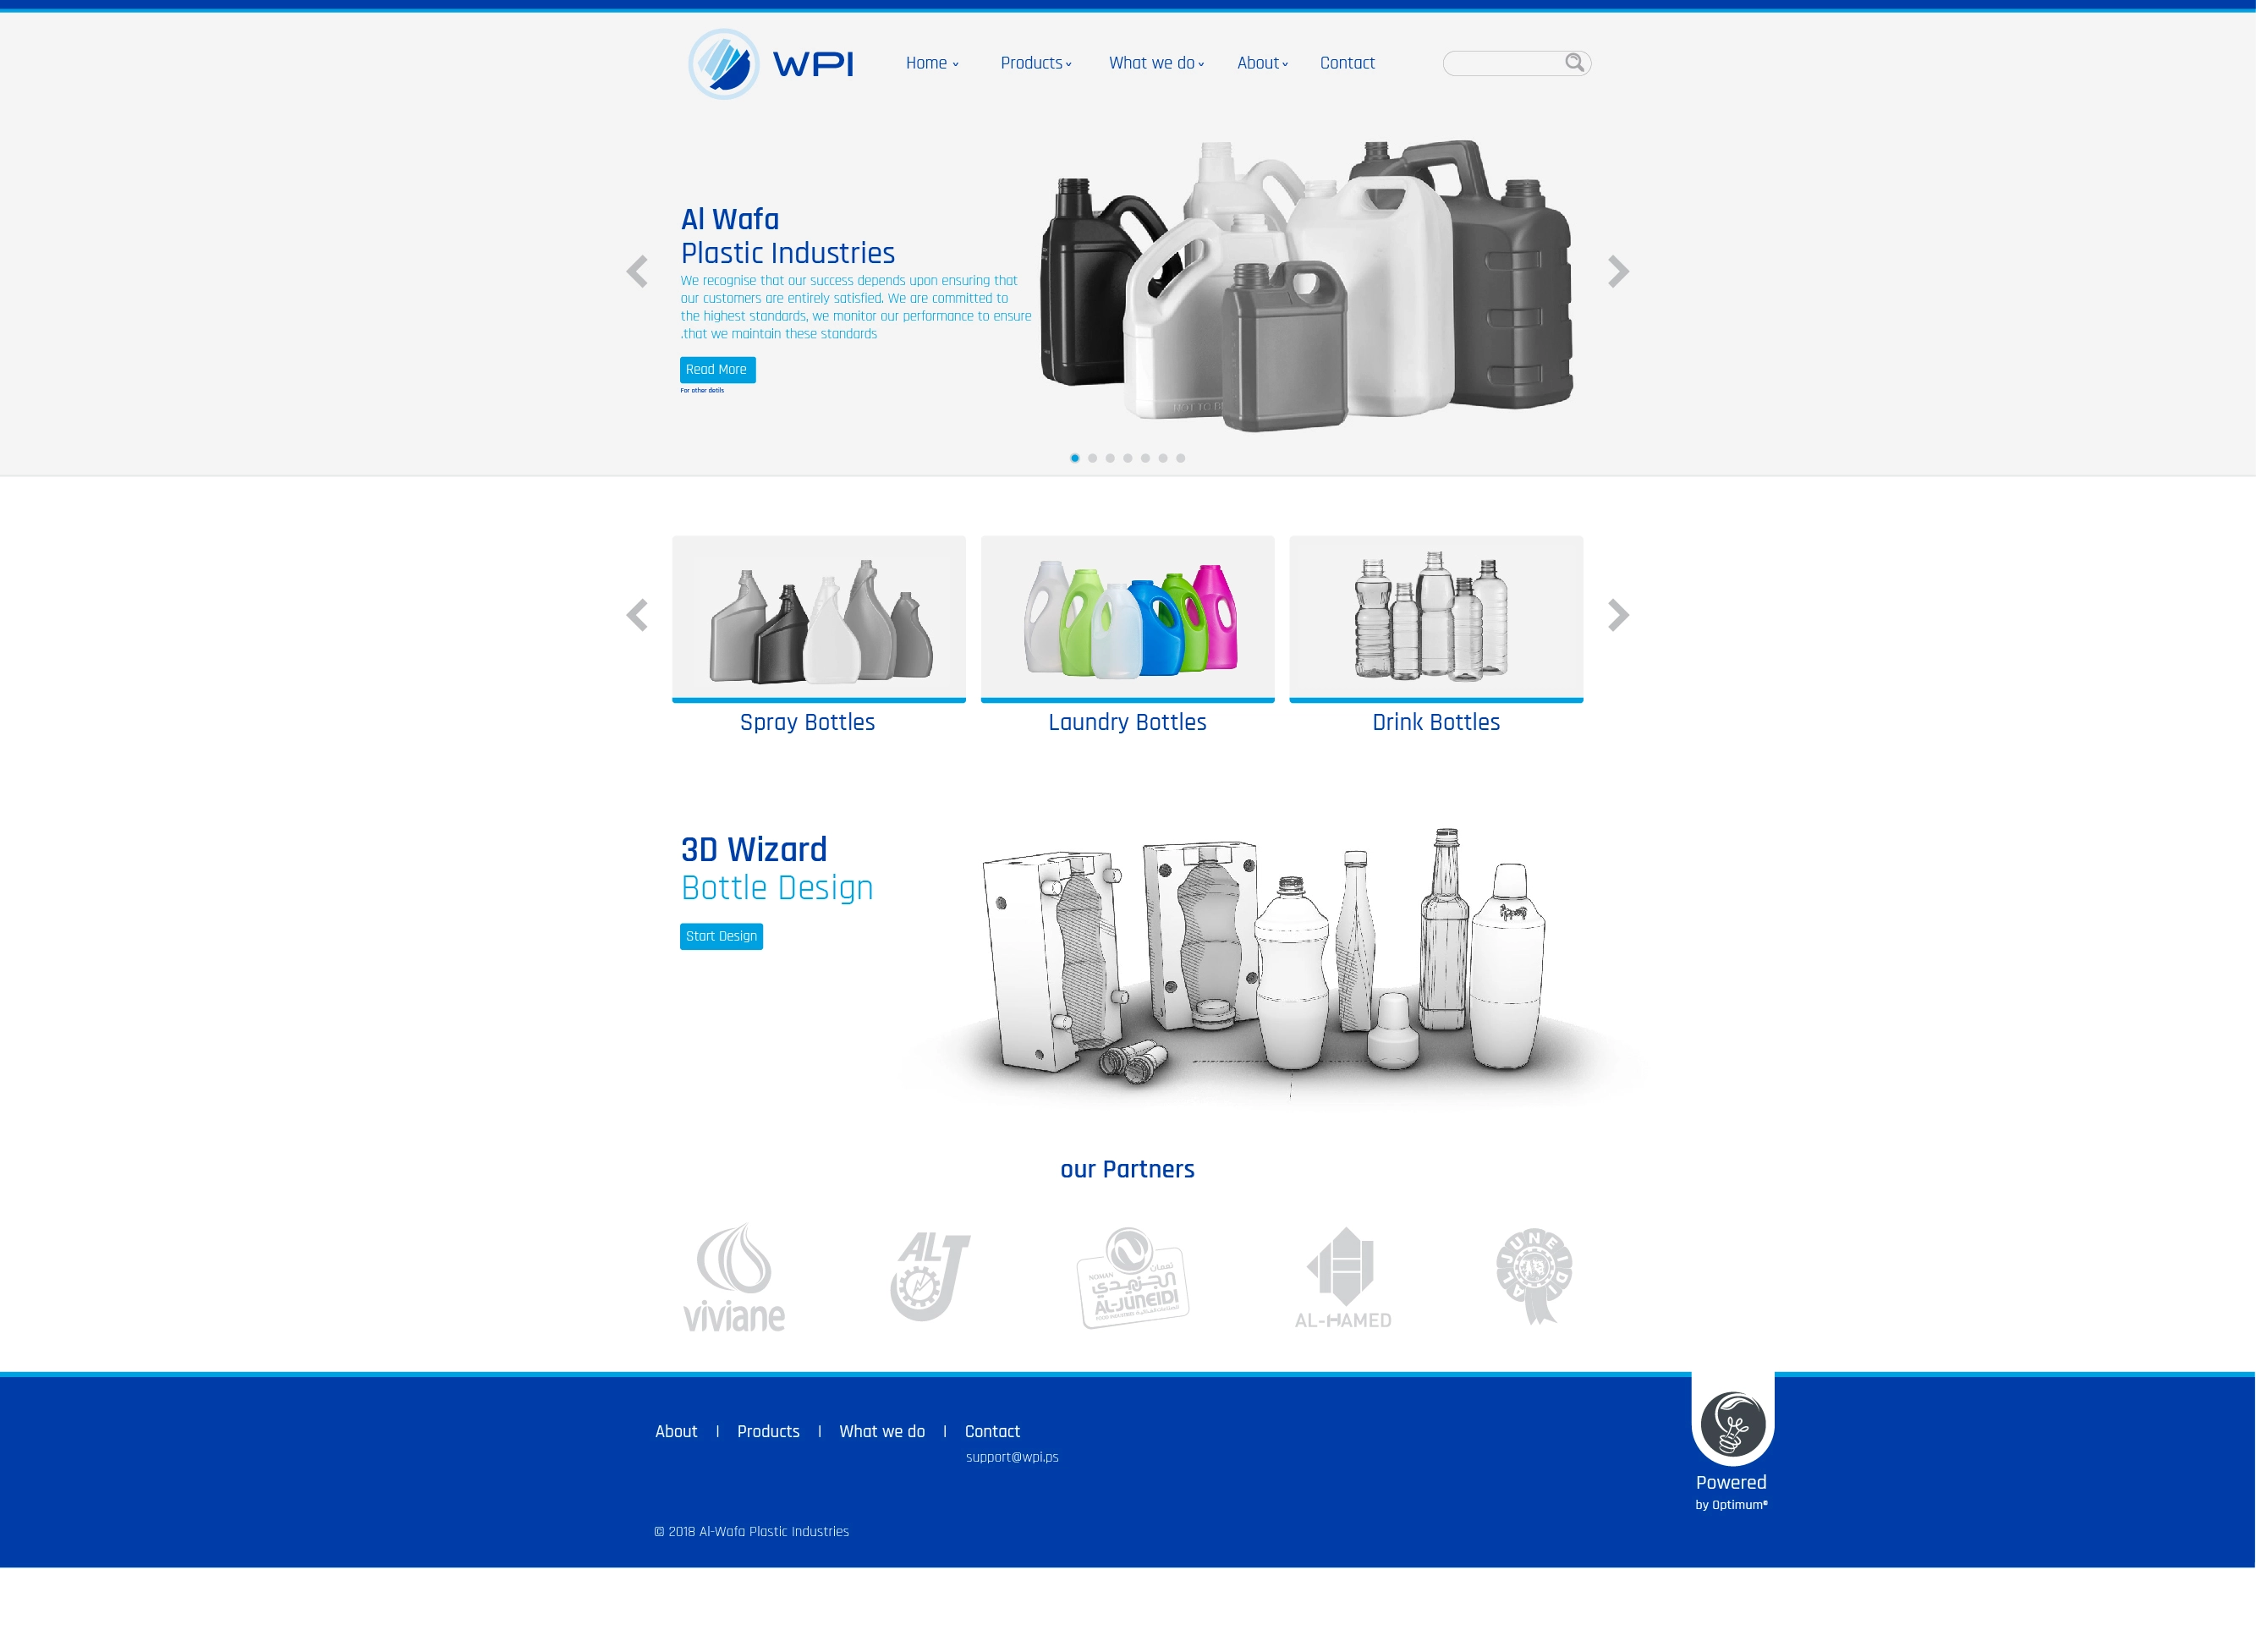 WPI
Home
Products
What we do
About
Contact
Al Wafa
Plastic Industries
We recognise that our success depends upon ensuring that
our customers are entirely satisfied. We are committed to
the highest standards, we monitor our performance to ensure
.that we maintain these standards
Read More
For other detils
Spray Bottles
Laundry Bottles
Drink Bottles
3D Wizard
Bottle Design
Start Design
our Partners
viviane
ALJ
NOMAN
نعمان
الجنيدي
AL-JUNEIDI
AL-HAMED
AL JUNEIDI
About | Products | What we do | Contact
support@wpi.ps
© 2018 Al-Wafa Plastic Industries
Powered
by Optimum®